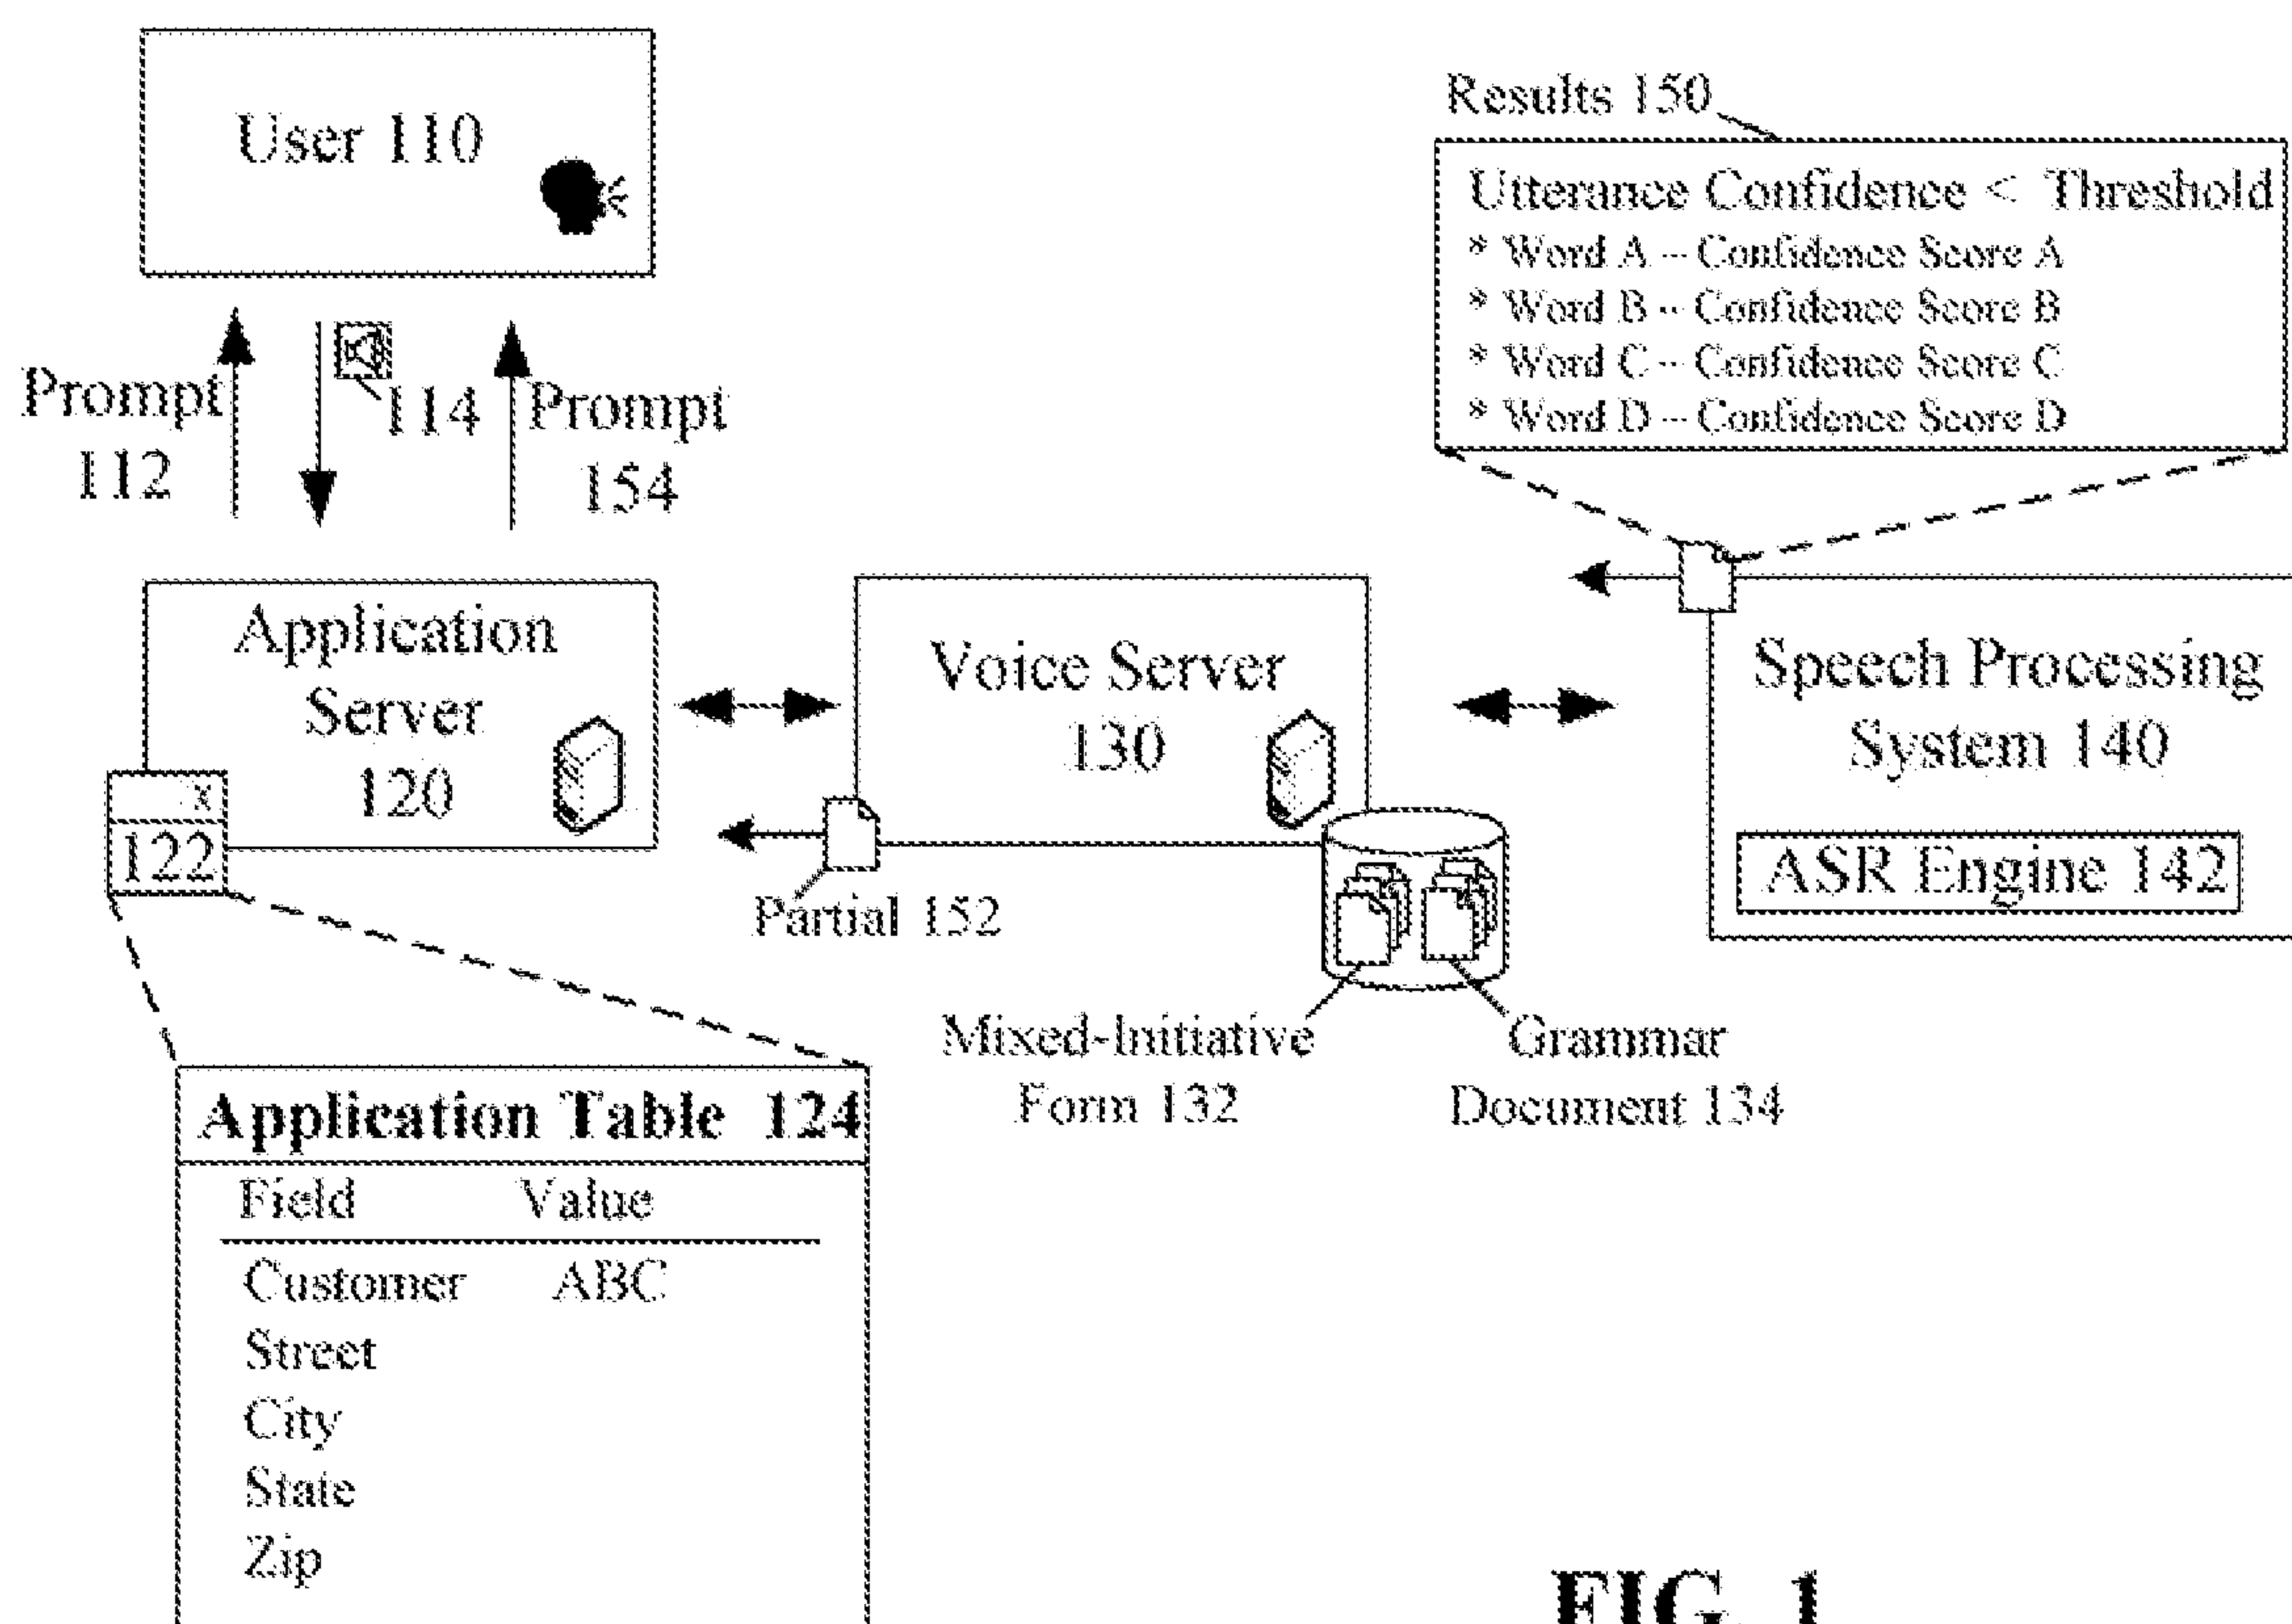 User 110
Results 150
Utterance Confidence < Threshold
* Word A -- Confidence Score A
* Word B -- Confidence Score B
* Word C -- Confidence Score C
* Word D -- Confidence Score D
Prompt
112
114
Prompt
154
Application
Server
120
122
X
Voice Server
130
Speech Processing
System 140
ASR Engine 142
Partial 152
Mixed-Initiative
Form 132
Grammar
Document 134
Application Table 124
Field Value
Customer ABC
Street
City
State
Zip
FIG. 1